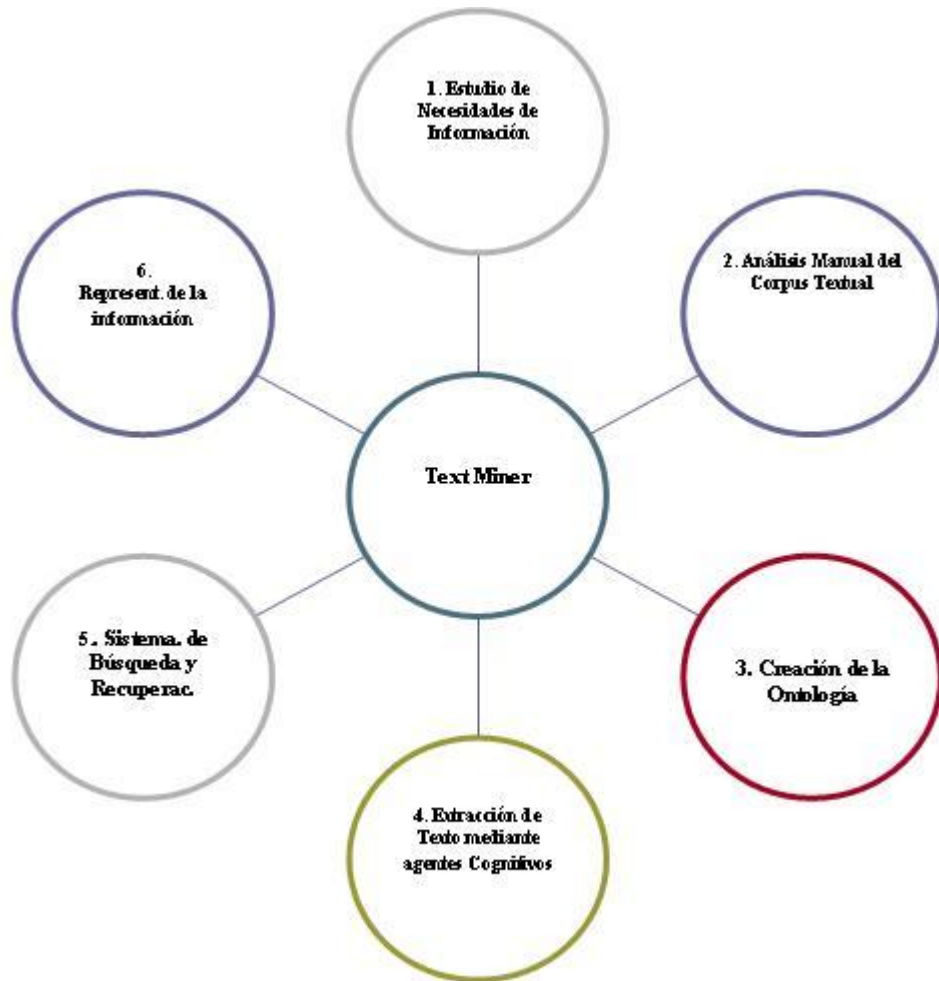 1. Estudio de
Necesidades de
Información
2. Análisis Manual del
Corpus Textual
3. Creación de la
Ontología
4. Extracción de
Texto mediante
agentes Cognitivos
5.. Sistema. de
Búsqueda y
Recuperac.
6.
Represent. de la
información
Text Miner